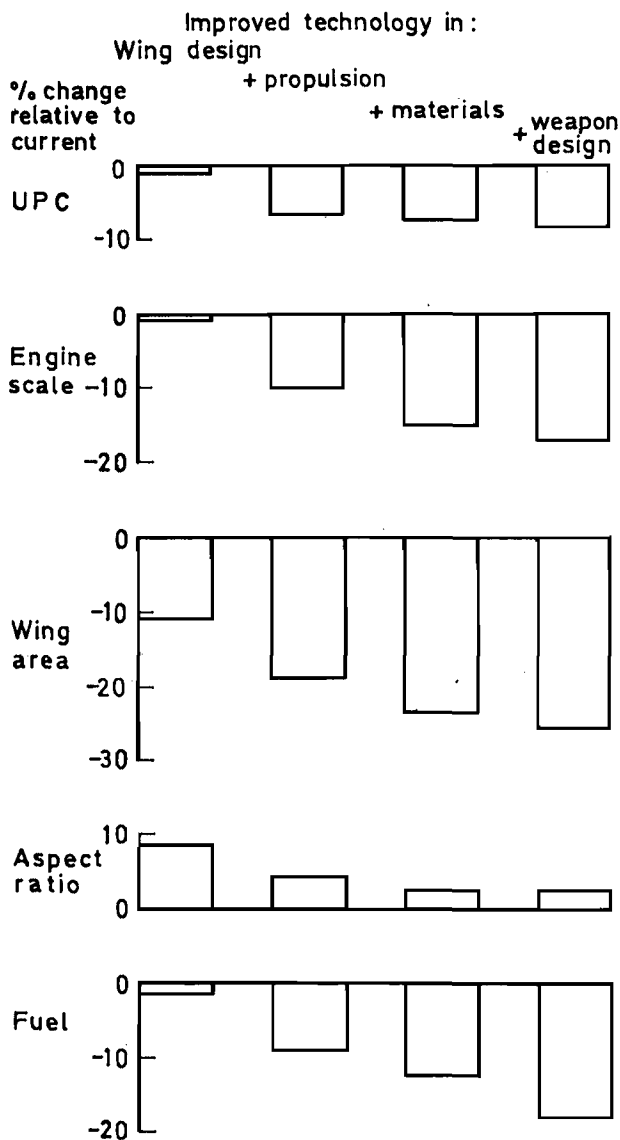 Improved technology in:
Wing design
+ propulsion
+ materials
+ weapon
design
% change
relative to
current
0
UPC
-10
0
Engine
scale -10
-20
0
-10
Wing
area
-20
-30
10
Aspect
ratio
0
0
Fuel
-10
-20